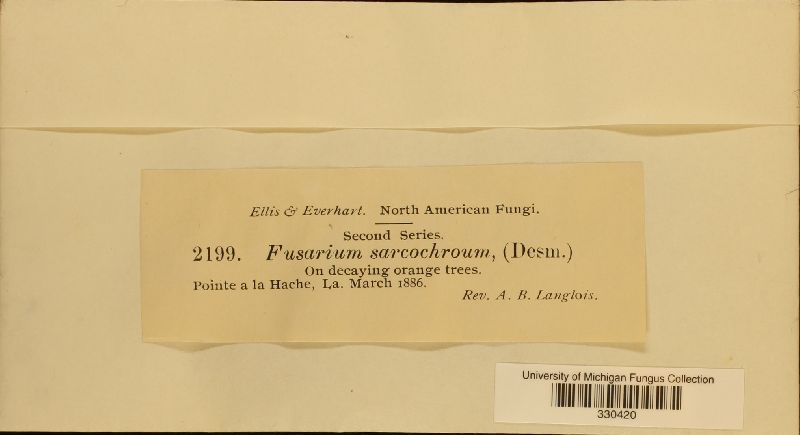 Ellis & Everhart. North American Fungi.
Second Series.
2199. Fusarium sarcochroum, (Desm.)
On decaying orange trees.
Pointe a la Hache, La. March 1886.
Rev. A. B. Langlois.
University of Michigan Fungus Collection
330420